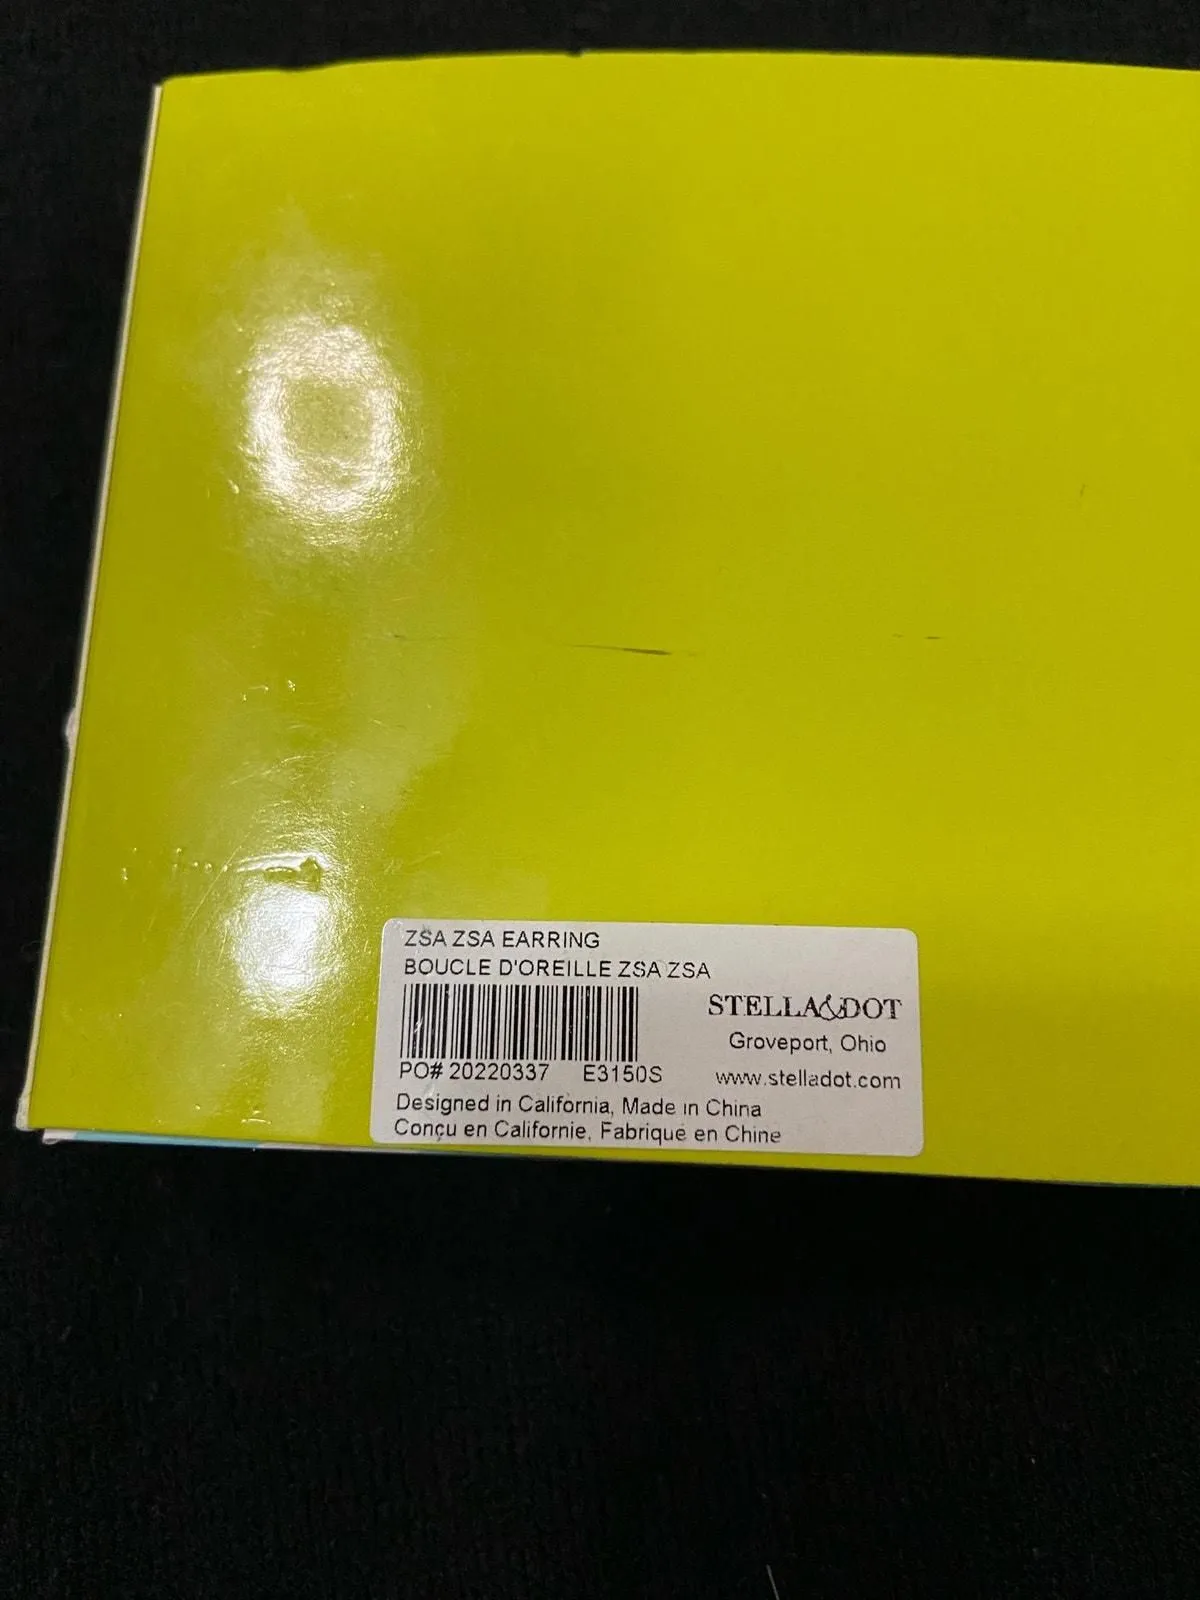 ZSA ZSA EARRING
BOUCLE D'OREILLE ZSA ZSA
STELLA&DOT
Groveport, Ohio
PO# 20220337 E3150S
www.stelladot.com
Designed in California, Made in China
Conçu en Californie, Fabriqué en Chine